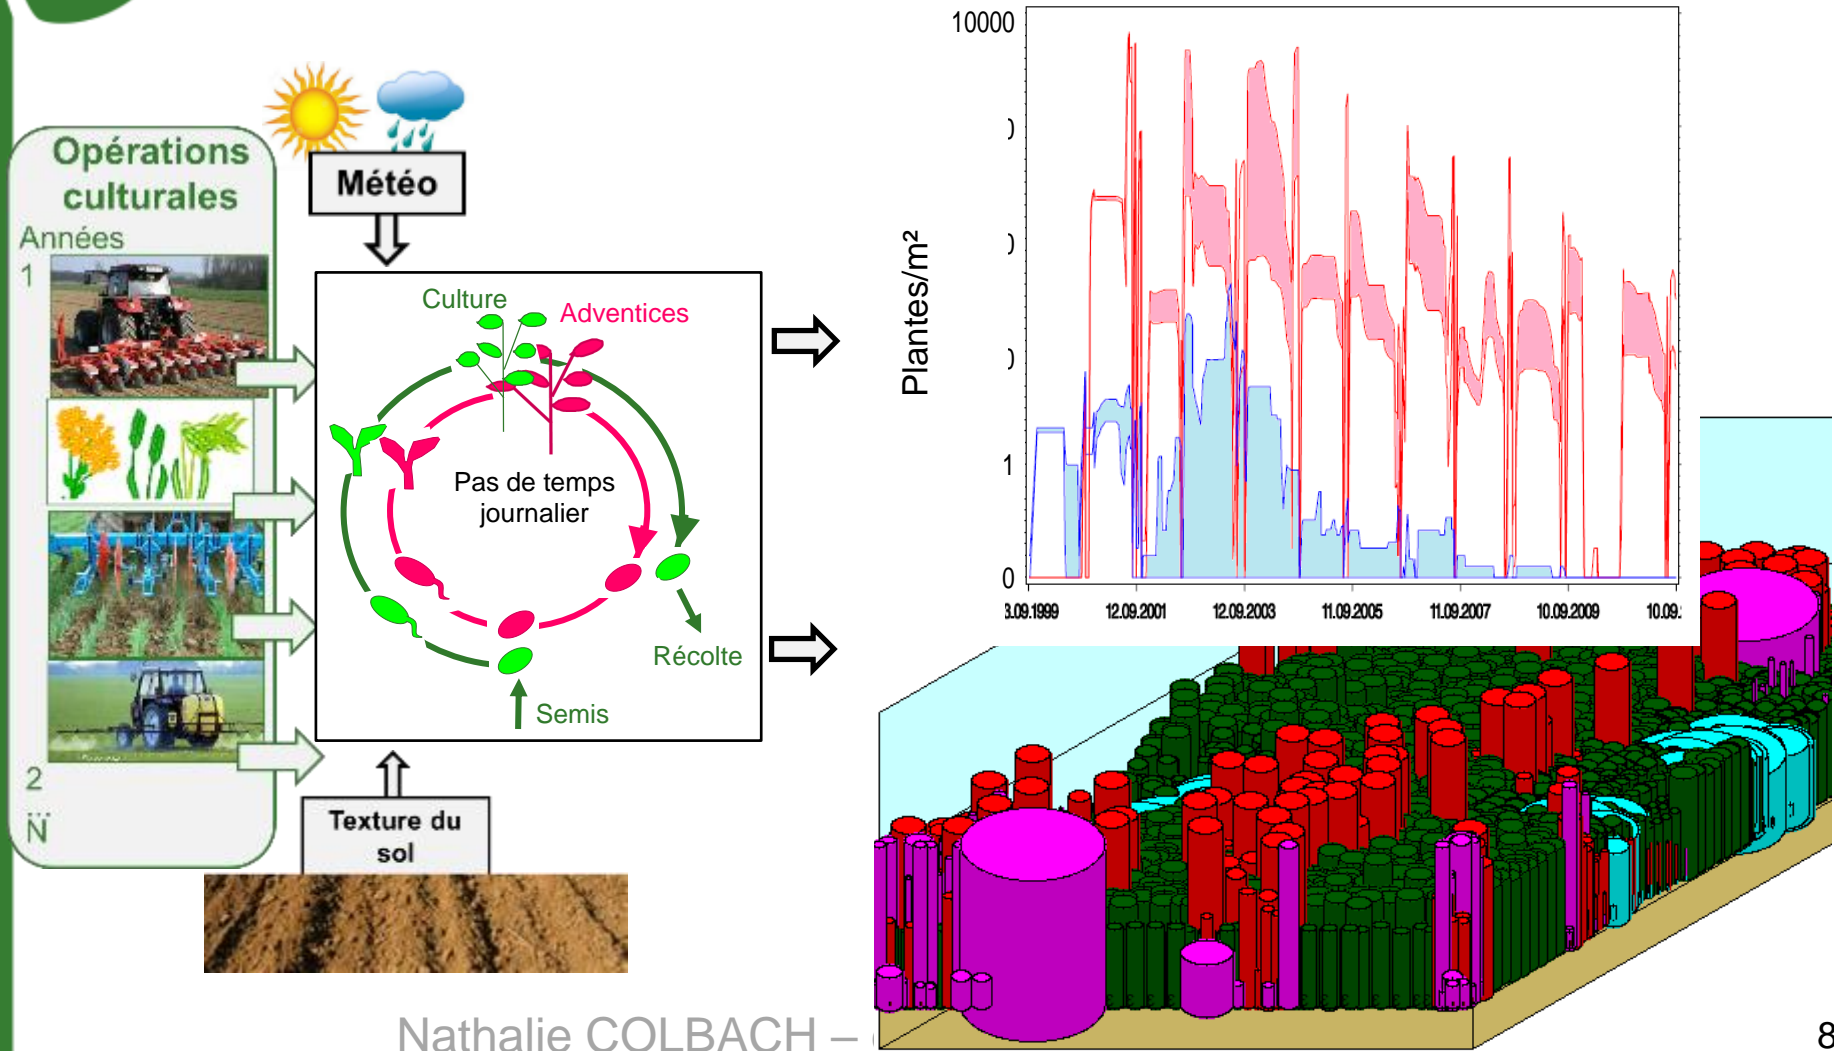 Opérations
culturales
Années
1
2
...
N
Météo
Culture
Adventices
Pas de temps
journalier
Récolte
Semis
Texture du
sol
Plantes/m²
10000
1
0
12.09.2001
12.09.2003
11.09.2005
11.09.2007
10.09.2009
10.09.
Nathalie COLBACH –
8